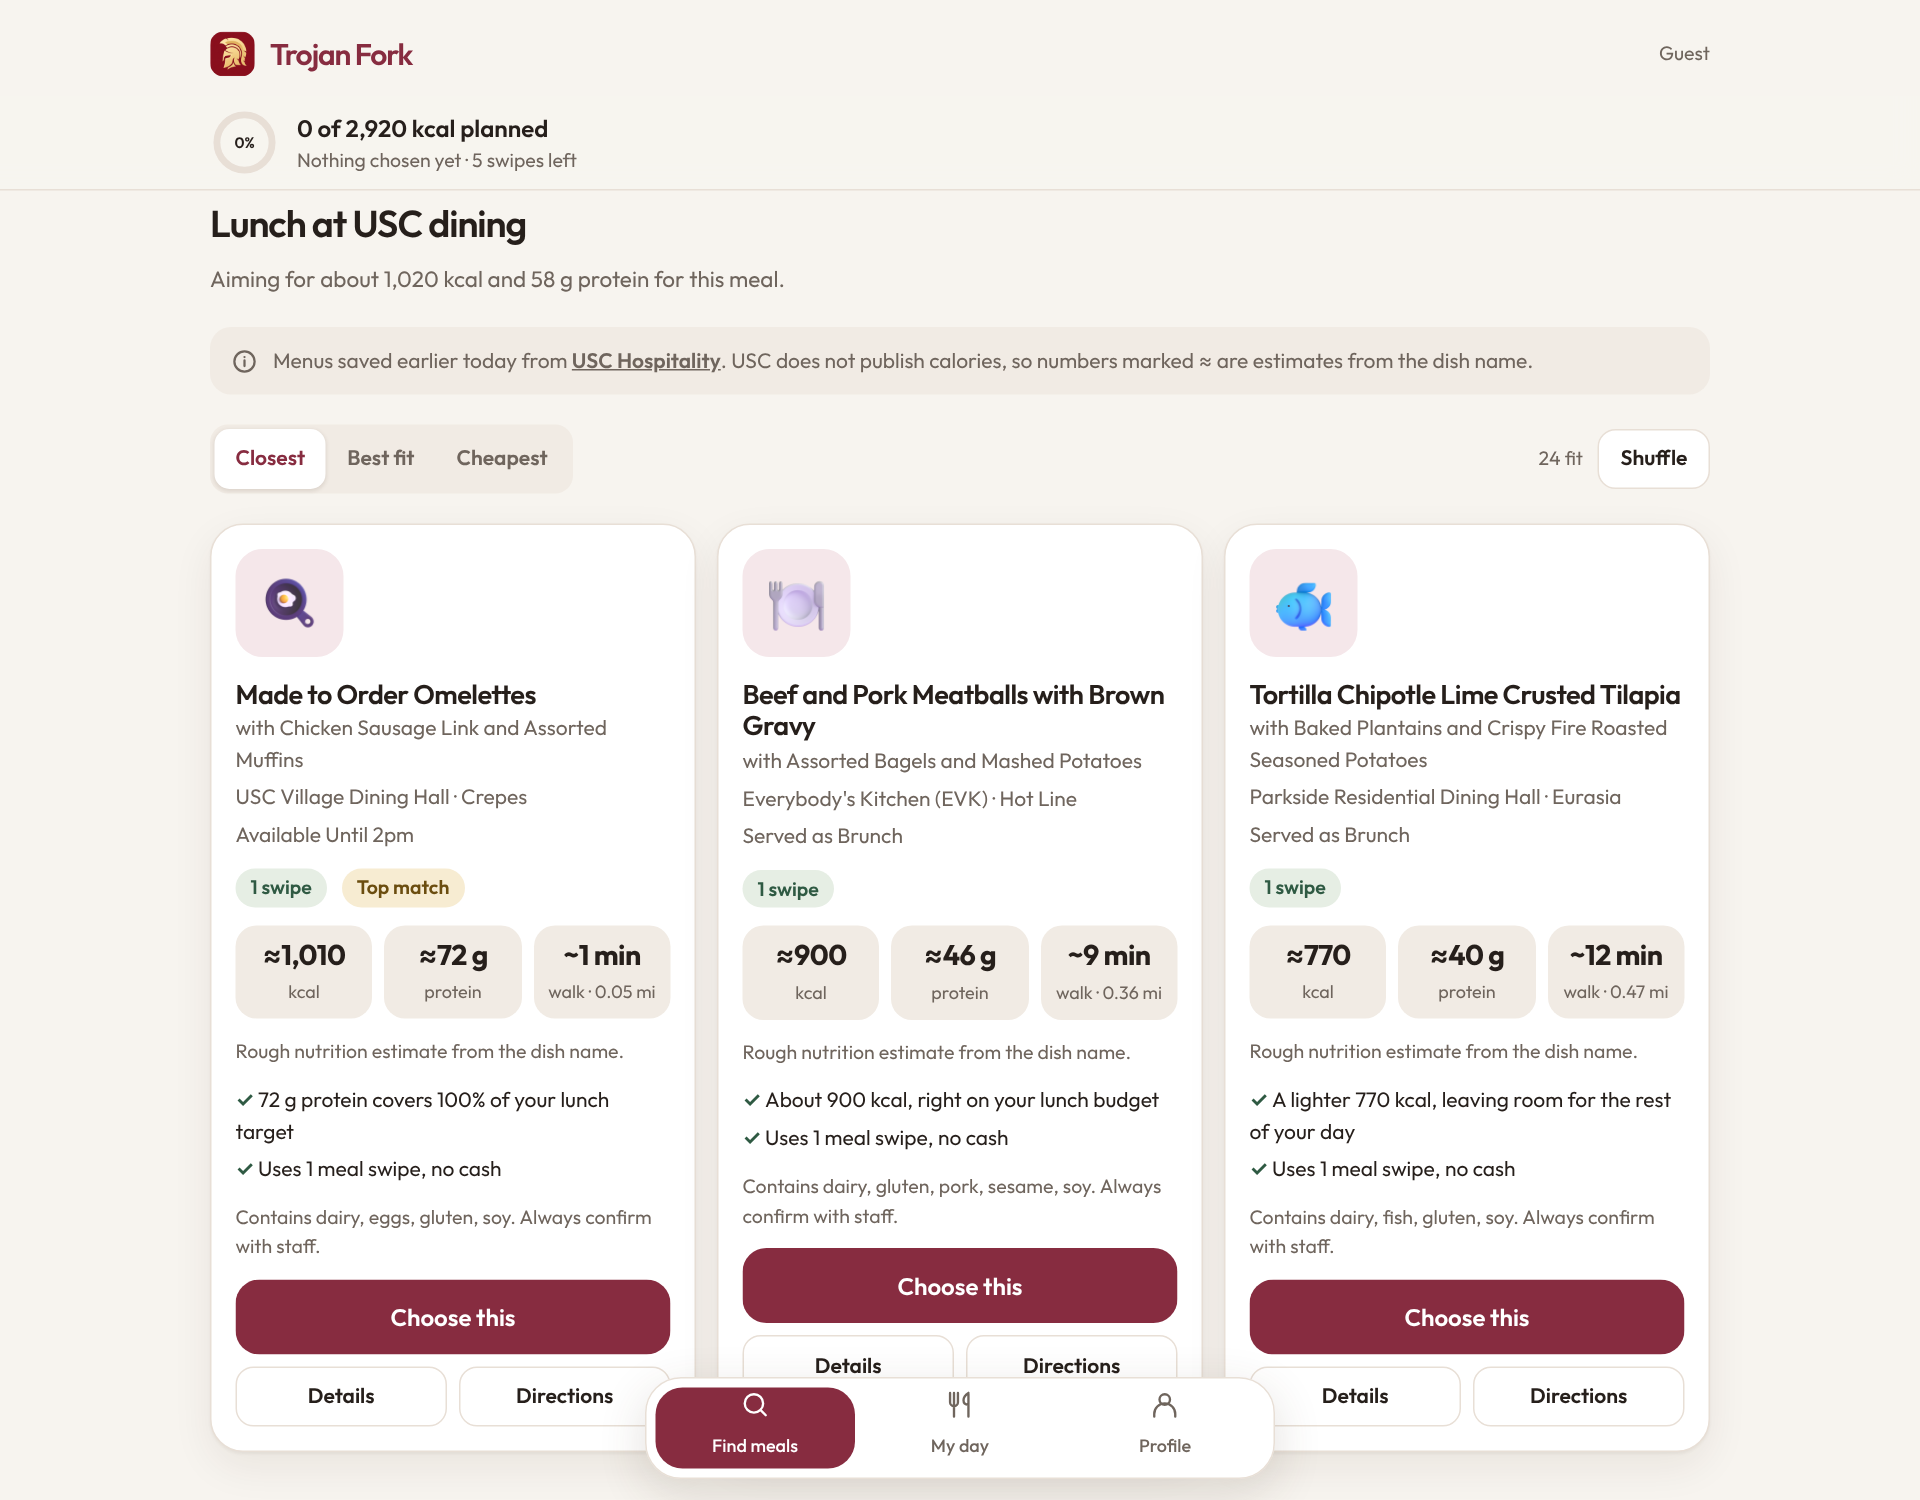 Trojan Fork
Guest
0%
0 of 2,920 kcal planned
Nothing chosen yet · 5 swipes left
Lunch at USC dining
Aiming for about 1,020 kcal and 58 g protein for this meal.
Menus saved earlier today from USC Hospitality. USC does not publish calories, so numbers marked ≈ are estimates from the dish name.
Closest
Best fit
Cheapest
24 fit
Shuffle
Made to Order Omelettes
with Chicken Sausage Link and Assorted
Muffins
USC Village Dining Hall · Crepes
Available Until 2pm
1 swipe
Top match
≈1,010
kcal
≈72 g
protein
~1 min
walk · 0.05 mi
Rough nutrition estimate from the dish name.
✓ 72 g protein covers 100% of your lunch
target
✓ Uses 1 meal swipe, no cash
Contains dairy, eggs, gluten, soy. Always confirm
with staff.
Choose this
Details
Directions
Beef and Pork Meatballs with Brown
Gravy
with Assorted Bagels and Mashed Potatoes
Everybody's Kitchen (EVK) · Hot Line
Served as Brunch
1 swipe
≈900
kcal
≈46 g
protein
~9 min
walk · 0.36 mi
Rough nutrition estimate from the dish name.
✓ About 900 kcal, right on your lunch budget
✓ Uses 1 meal swipe, no cash
Contains dairy, gluten, pork, sesame, soy. Always
confirm with staff.
Choose this
Details
Directions
Tortilla Chipotle Lime Crusted Tilapia
with Baked Plantains and Crispy Fire Roasted
Seasoned Potatoes
Parkside Residential Dining Hall · Eurasia
Served as Brunch
1 swipe
≈770
kcal
≈40 g
protein
~12 min
walk · 0.47 mi
Rough nutrition estimate from the dish name.
✓ A lighter 770 kcal, leaving room for the rest
of your day
✓ Uses 1 meal swipe, no cash
Contains dairy, fish, gluten, soy. Always confirm
with staff.
Choose this
Details
Directions
Find meals
My day
Profile